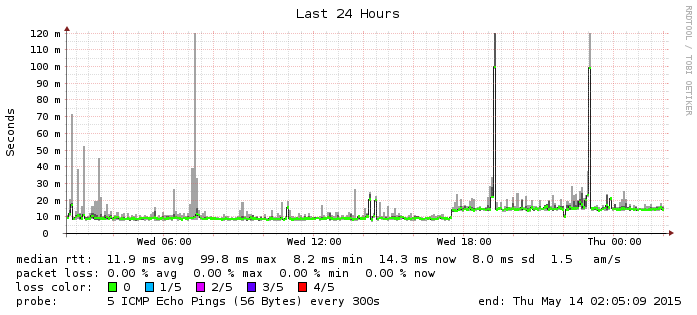 Last 24 Hours
RRDTOOL / TOBI OETIKER
Seconds
120 m
110 m
100 m
90 m
80 m
70 m
60 m
50 m
40 m
30 m
20 m
10 m
0
Wed 06:00 Wed 12:00 Wed 18:00 Thu 00:00
median rtt: 11.9 ms avg 99.8 ms max 8.2 ms min 14.3 ms now 8.0 ms sd 1.5 am/s
packet loss: 0.00 % avg 0.00 % max 0.00 % min 0.00 % now
loss color: 0 1/5 2/5 3/5 4/5
probe: 5 ICMP Echo Pings (56 Bytes) every 300s end: Thu May 14 02:05:09 2015